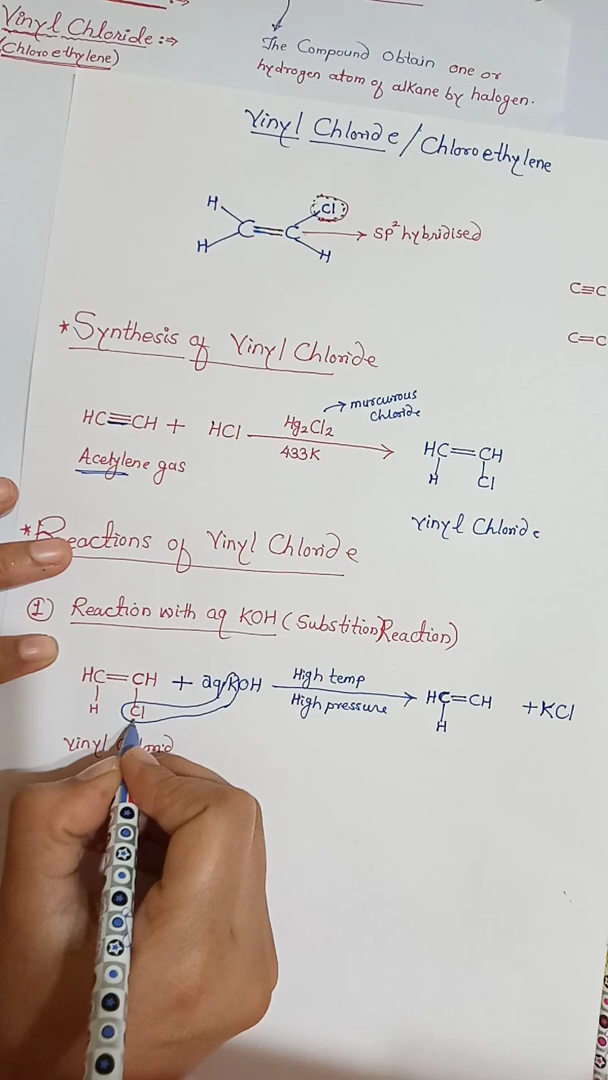 Vinyl Chloride :⇒
(Chloroethylene)
The Compound Obtain one or
hydrogen atom of alkane by halogen.
Vinyl Chloride / Chloroethylene
H
Cl
C=C → sp² hybridised
H
H
C≡C
C=C
*Synthesis of Vinyl Chloride
→ murcurous
chloride
HC≡CH + HCl Hg₂Cl₂
433K
HC=CH
H Cl
Acetylene gas
vinyl Chloride
*Reactions of Vinyl Chloride
① Reaction with aq KOH (Substition Reaction)
HC=CH + aq KOH High temp
High pressure
HC=CH + KCl
H Cl
H
vinyl